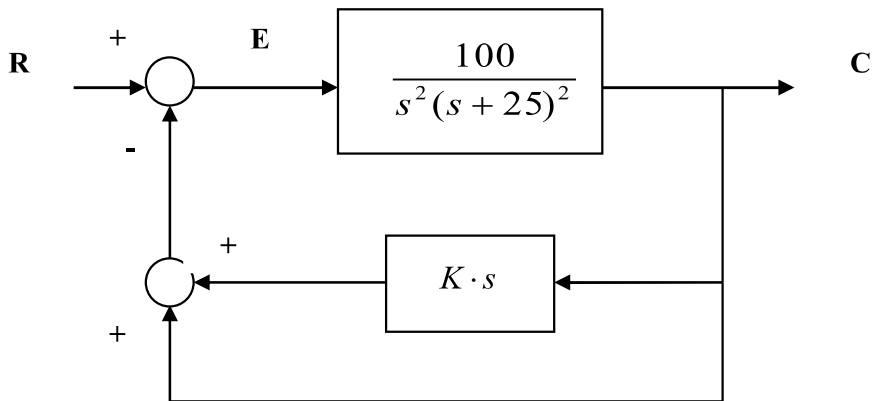 +
E
R
C
100
s²(s + 25)²
-
+
K · s
+